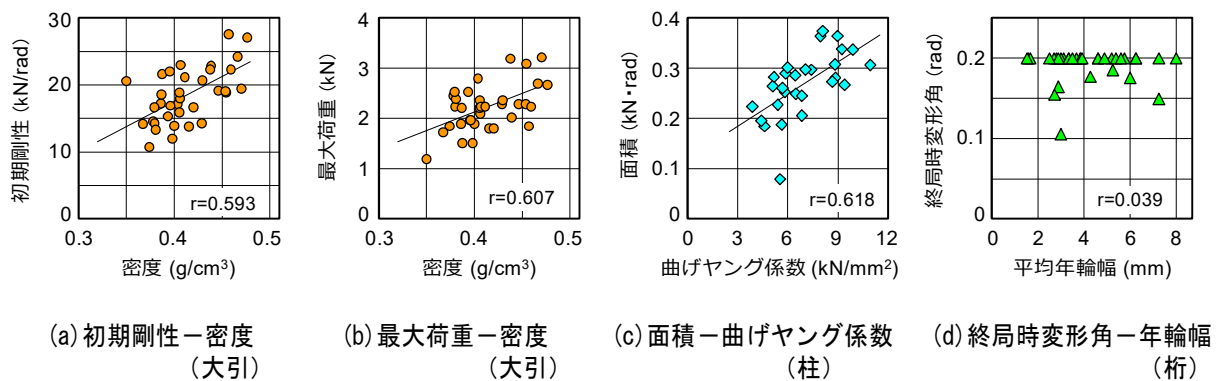 初期剛性 (kN/rad)
30
20
10
0
0.3
0.4
0.5
r=0.593
密度 (g/cm³)
(a)初期剛性－密度
(大引)
最大荷重 (kN)
4
3
2
1
0
0.3
0.4
0.5
r=0.607
密度 (g/cm³)
(b)最大荷重－密度
(大引)
面積 (kN・rad)
0.4
0.3
0.2
0.1
0
0
3
6
9
12
r=0.618
曲げヤング係数 (kN/mm²)
(c)面積－曲げヤング係数
(柱)
終局時変形角 (rad)
0.2
0.1
0
0
2
4
6
8
r=0.039
平均年輪幅 (mm)
(d)終局時変形角－年輪幅
(桁)